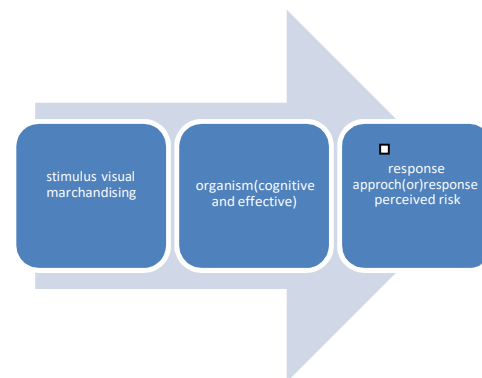 stimulus visual
marchandising
organism(cognitive
and effective)
response
approch(or)response
perceived risk